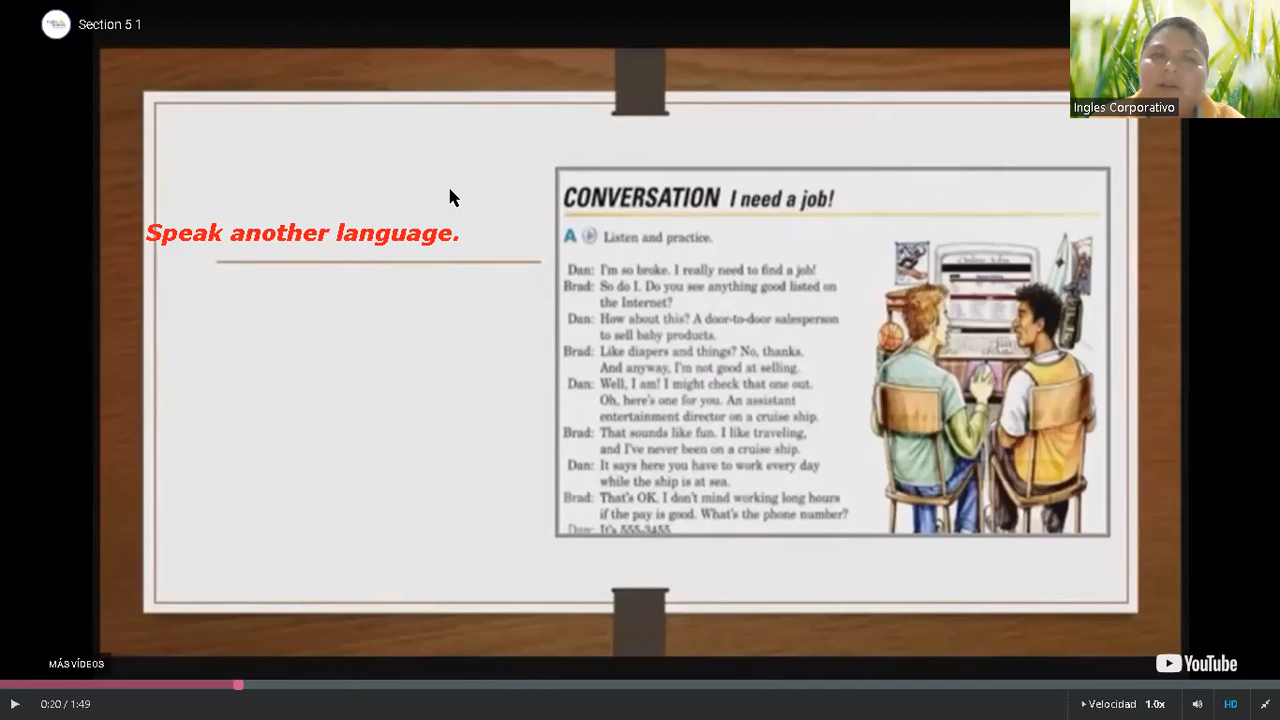 Section 5 1
Ingles Corporativo
Speak another language.
CONVERSATION I need a job!
A Listen and practice.
Dan: I'm so broke. I really need to find a job!
Brad: So do I. Do you see anything good listed on
the Internet?
Dan: How about this? A door-to-door salesperson
to sell baby products.
Brad: Like diapers and things? No, thanks.
And anyway, I'm not good at selling.
Dan: Well, I am! I might check that one out.
Oh, here's one for you. An assistant
entertainment director on a cruise ship.
Brad: That sounds like fun. I like traveling,
and I've never been on a cruise ship.
Dan: It says here you have to work every day
while the ship is at sea.
Brad: That's OK. I don't mind working long hours
if the pay is good. What's the phone number?
Dan: It's 555-3455
MÁS VÍDEOS
YouTube
0:20 / 1:49
Velocidad 1.0x
HD